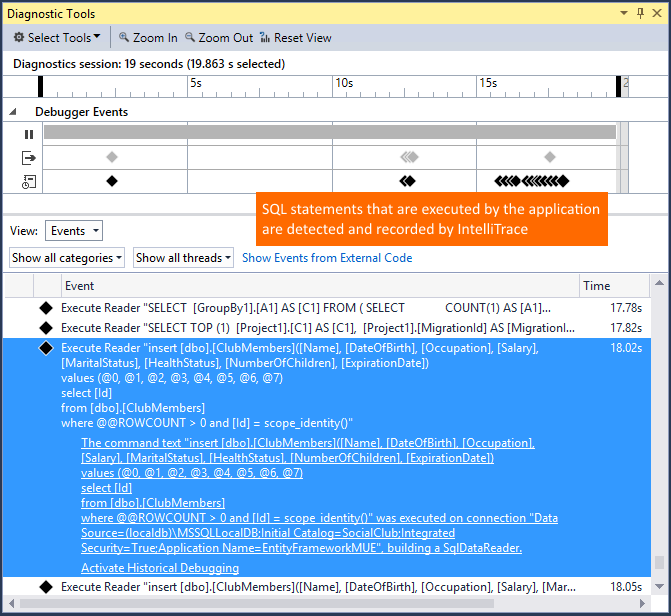 Diagnostic Tools
Select Tools Zoom In Zoom Out Reset View
Diagnostics session: 19 seconds (19.863 s selected)
5s 10s 15s 2
Debugger Events
SQL statements that are executed by the application
are detected and recorded by IntelliTrace
View: Events
Show all categories Show all threads Show Events from External Code
Event Time
Execute Reader "SELECT [GroupBy1].[A1] AS [C1] FROM ( SELECT COUNT(1) AS [A1]... 17.78s
Execute Reader "SELECT TOP (1) [Project1].[C1] AS [C1], [Project1].[MigrationId] AS [MigrationI... 17.82s
Execute Reader "insert [dbo].[ClubMembers]([Name], [DateOfBirth], [Occupation], [Salary], 18.02s
[MaritalStatus], [HealthStatus], [NumberOfChildren], [ExpirationDate])
values (@0, @1, @2, @3, @4, @5, @6, @7)
select [Id]
from [dbo].[ClubMembers]
where @@ROWCOUNT > 0 and [Id] = scope_identity()"
The command text "insert [dbo].[ClubMembers]([Name], [DateOfBirth], [Occupation],
[Salary], [MaritalStatus], [HealthStatus], [NumberOfChildren], [ExpirationDate])
values (@0, @1, @2, @3, @4, @5, @6, @7)
select [Id]
from [dbo].[ClubMembers]
where @@ROWCOUNT > 0 and [Id] = scope_identity()" was executed on connection "Data
Source=(localdb)\MSSQLLocalDB;Initial Catalog=SocialClub;Integrated
Security=True;Application Name=EntityFrameworkMUE", building a SqlDataReader.
Activate Historical Debugging
Execute Reader "insert [dbo].[ClubMembers]([Name], [DateOfBirth], [Occupation], [Salary], [Mar... 18.05s